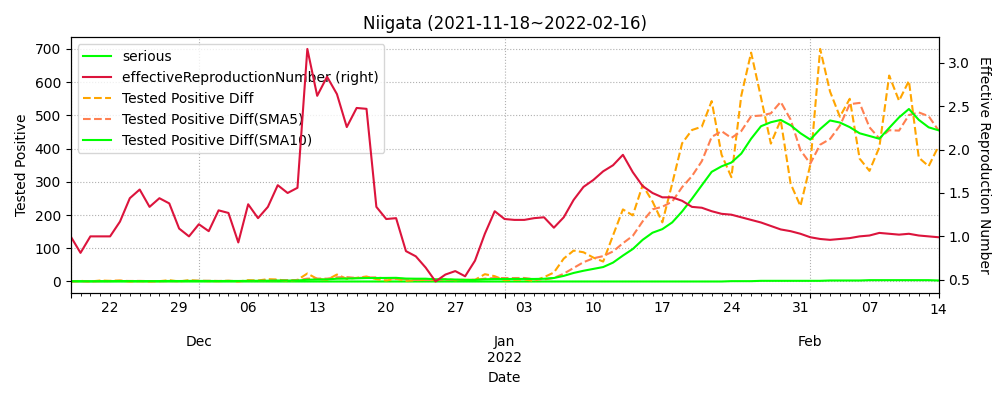 Niigata (2021-11-18~2022-02-16)
serious
effectiveReproductionNumber (right)
Tested Positive Diff
Tested Positive Diff(SMA5)
Tested Positive Diff(SMA10)
Tested Positive
700
600
500
400
300
200
100
0
3.0
2.5
2.0
1.5
1.0
0.5
Effective Reproduction Number
22 29 06 13 20 27 03 10 17 24 31 07 14
Dec Jan Feb
2022
Date